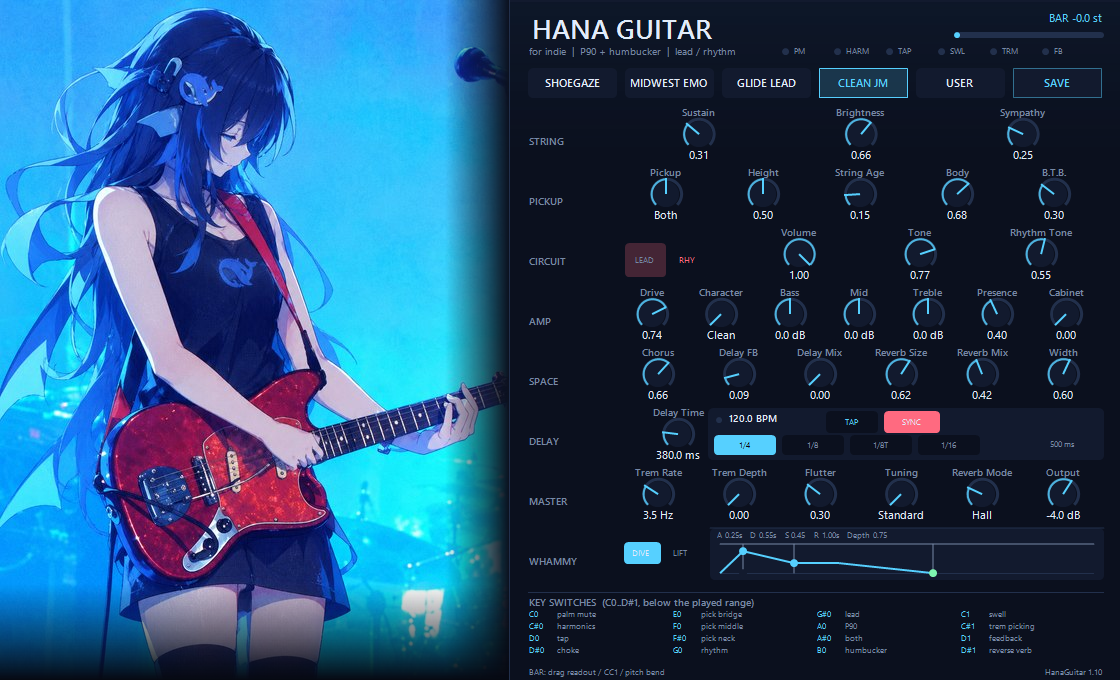 HANA GUITAR
BAR -0.0 st
for indie | P90 + humbucker | lead / rhythm
PM HARM TAP SWL TRM FB
SHOEGAZE MIDWEST EMO GLIDE LEAD CLEAN JM USER SAVE
STRING
Sustain Brightness Sympathy
0.31 0.66 0.25
PICKUP
Pickup Height String Age Body B.T.B.
Both 0.50 0.15 0.68 0.30
CIRCUIT
LEAD RHY
Volume Tone Rhythm Tone
1.00 0.77 0.55
AMP
Drive Character Bass Mid Treble Presence Cabinet
0.74 Clean 0.0 dB 0.0 dB 0.0 dB 0.40 0.00
SPACE
Chorus Delay FB Delay Mix Reverb Size Reverb Mix Width
0.66 0.09 0.00 0.62 0.42 0.60
DELAY
Delay Time
380.0 ms
120.0 BPM TAP SYNC
1/4 1/8 1/8T 1/16 500 ms
MASTER
Trem Rate Trem Depth Flutter Tuning Reverb Mode Output
3.5 Hz 0.00 0.30 Standard Hall -4.0 dB
WHAMMY
DIVE LIFT
A 0.25s D 0.55s S 0.45 R 1.00s Depth 0.75
KEY SWITCHES (C0..D#1, below the played range)
C0 palm mute E0 pick bridge G#0 lead C1 swell
C#0 harmonics F0 pick middle A0 P90 C#1 trem picking
D0 tap F#0 pick neck A#0 both D1 feedback
D#0 choke G0 rhythm B0 humbucker D#1 reverse verb
BAR: drag readout / CC1 / pitch bend
HanaGuitar 1.10